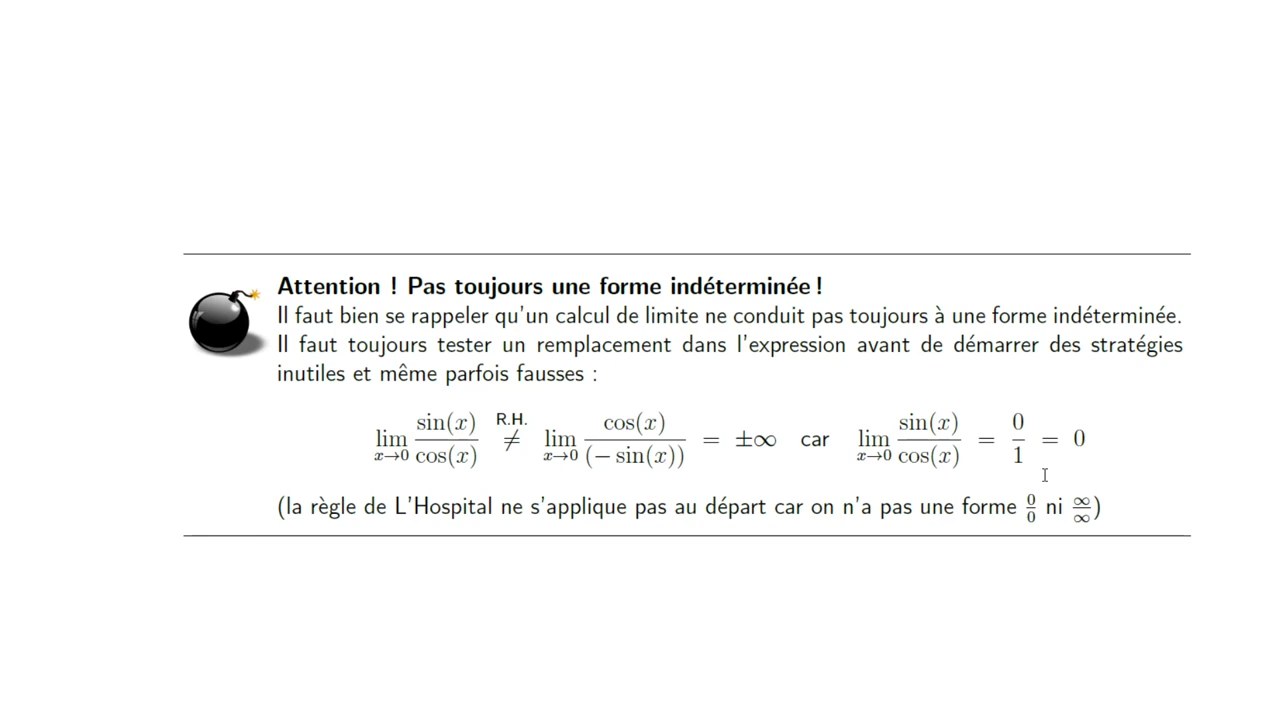 Attention ! Pas toujours une forme indéterminée !
Il faut bien se rappeler qu'un calcul de limite ne conduit pas toujours à une forme indéterminée.
Il faut toujours tester un remplacement dans l'expression avant de démarrer des stratégies
inutiles et même parfois fausses :
lim x→0 sin(x)/cos(x) R.H. ≠ lim x→0 cos(x)/(− sin(x)) = ±∞ car lim x→0 sin(x)/cos(x) = 0/1 = 0
(la règle de L'Hospital ne s'applique pas au départ car on n'a pas une forme 0/0 ni ∞/∞)